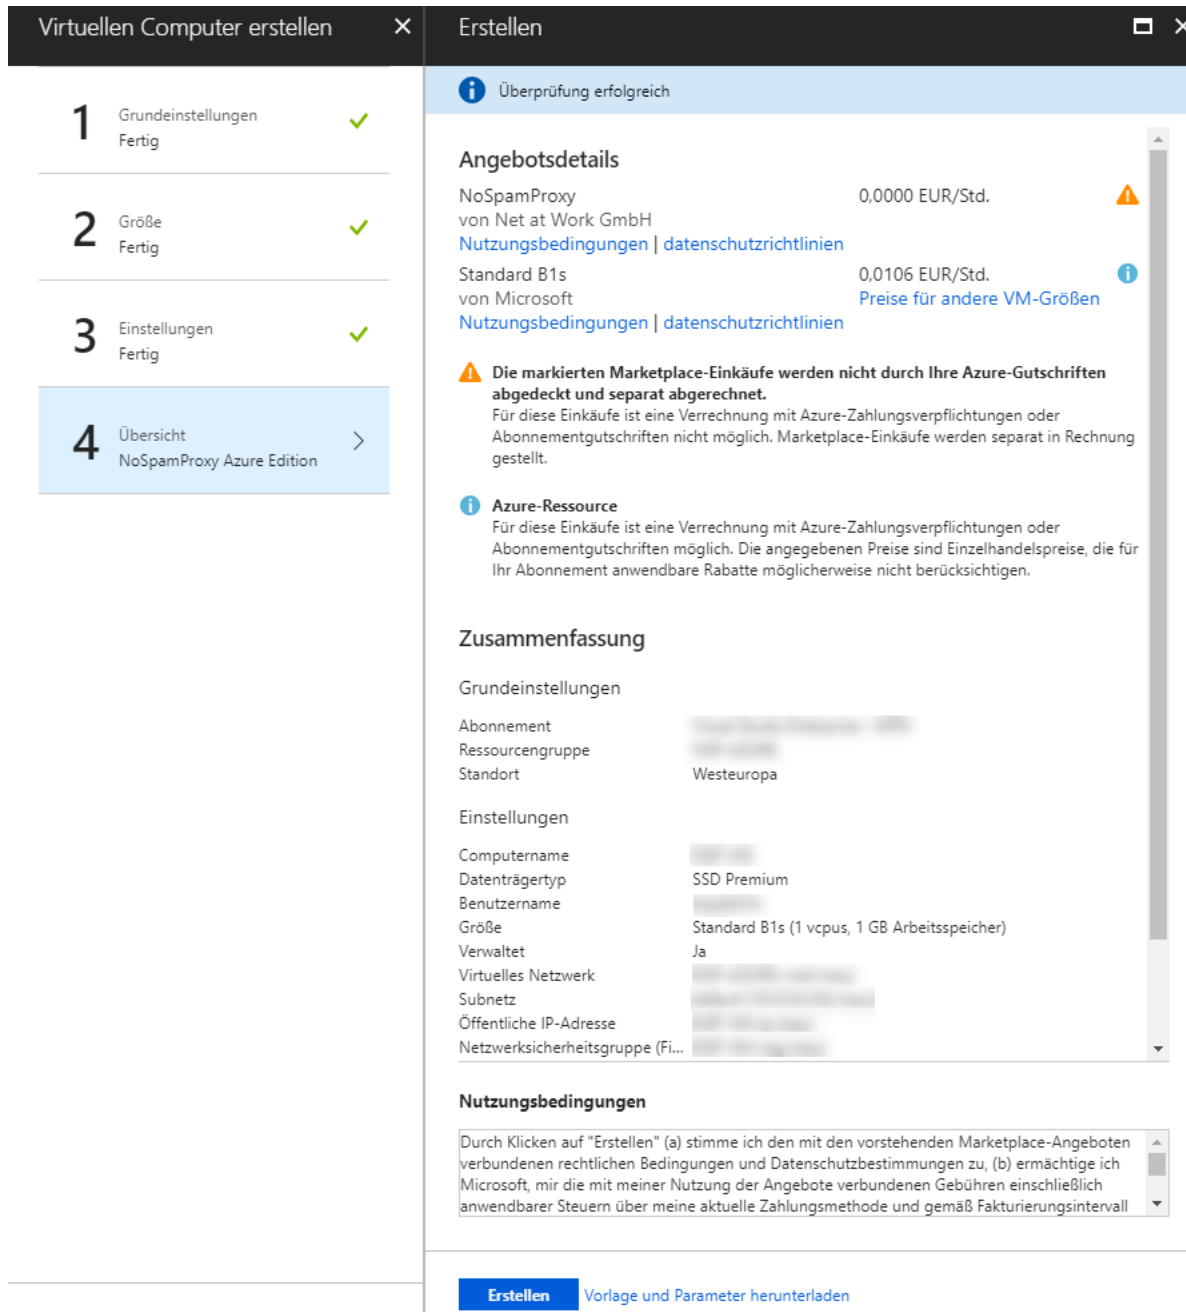 Virtuellen Computer erstellen
1
Grundeinstellungen
Fertig
2
Größe
Fertig
3
Einstellungen
Fertig
4
Übersicht
NoSpamProxy Azure Edition
Erstellen
Überprüfung erfolgreich
Angebotsdetails
NoSpamProxy 0,0000 EUR/Std.
von Net at Work GmbH
Nutzungsbedingungen | datenschutzrichtlinien
Standard B1s 0,0106 EUR/Std.
von Microsoft Preise für andere VM-Größen
Nutzungsbedingungen | datenschutzrichtlinien
Die markierten Marketplace-Einkäufe werden nicht durch Ihre Azure-Gutschriften
abgedeckt und separat abgerechnet.
Für diese Einkäufe ist eine Verrechnung mit Azure-Zahlungsverpflichtungen oder
Abonnementgutschriften nicht möglich. Marketplace-Einkäufe werden separat in Rechnung
gestellt.
Azure-Ressource
Für diese Einkäufe ist eine Verrechnung mit Azure-Zahlungsverpflichtungen oder
Abonnementgutschriften möglich. Die angegebenen Preise sind Einzelhandelspreise, die für
Ihr Abonnement anwendbare Rabatte möglicherweise nicht berücksichtigen.
Zusammenfassung
Grundeinstellungen
Abonnement
Ressourcengruppe
Standort Westeuropa
Einstellungen
Computername
Datenträgertyp SSD Premium
Benutzername
Größe Standard B1s (1 vcpus, 1 GB Arbeitsspeicher)
Verwaltet Ja
Virtuelles Netzwerk
Subnetz
Öffentliche IP-Adresse
Netzwerksicherheitsgruppe (Fi...
Nutzungsbedingungen
Durch Klicken auf "Erstellen" (a) stimme ich den mit den vorstehenden Marketplace-Angeboten
verbundenen rechtlichen Bedingungen und Datenschutzbestimmungen zu, (b) ermächtige ich
Microsoft, mir die mit meiner Nutzung der Angebote verbundenen Gebühren einschließlich
anwendbarer Steuern über meine aktuelle Zahlungsmethode und gemäß Fakturierungsintervall
Erstellen Vorlage und Parameter herunterladen